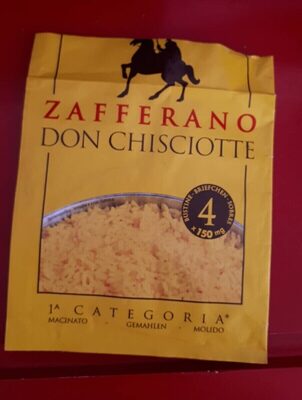 ZAFFERANO
DON CHISCIOTTE
BUSTINE · BRIEFCHEN · SOBRES
4
x 150 mg
1ᴬ CATEGORIA*
MACINATO · GEMAHLEN · MOLIDO